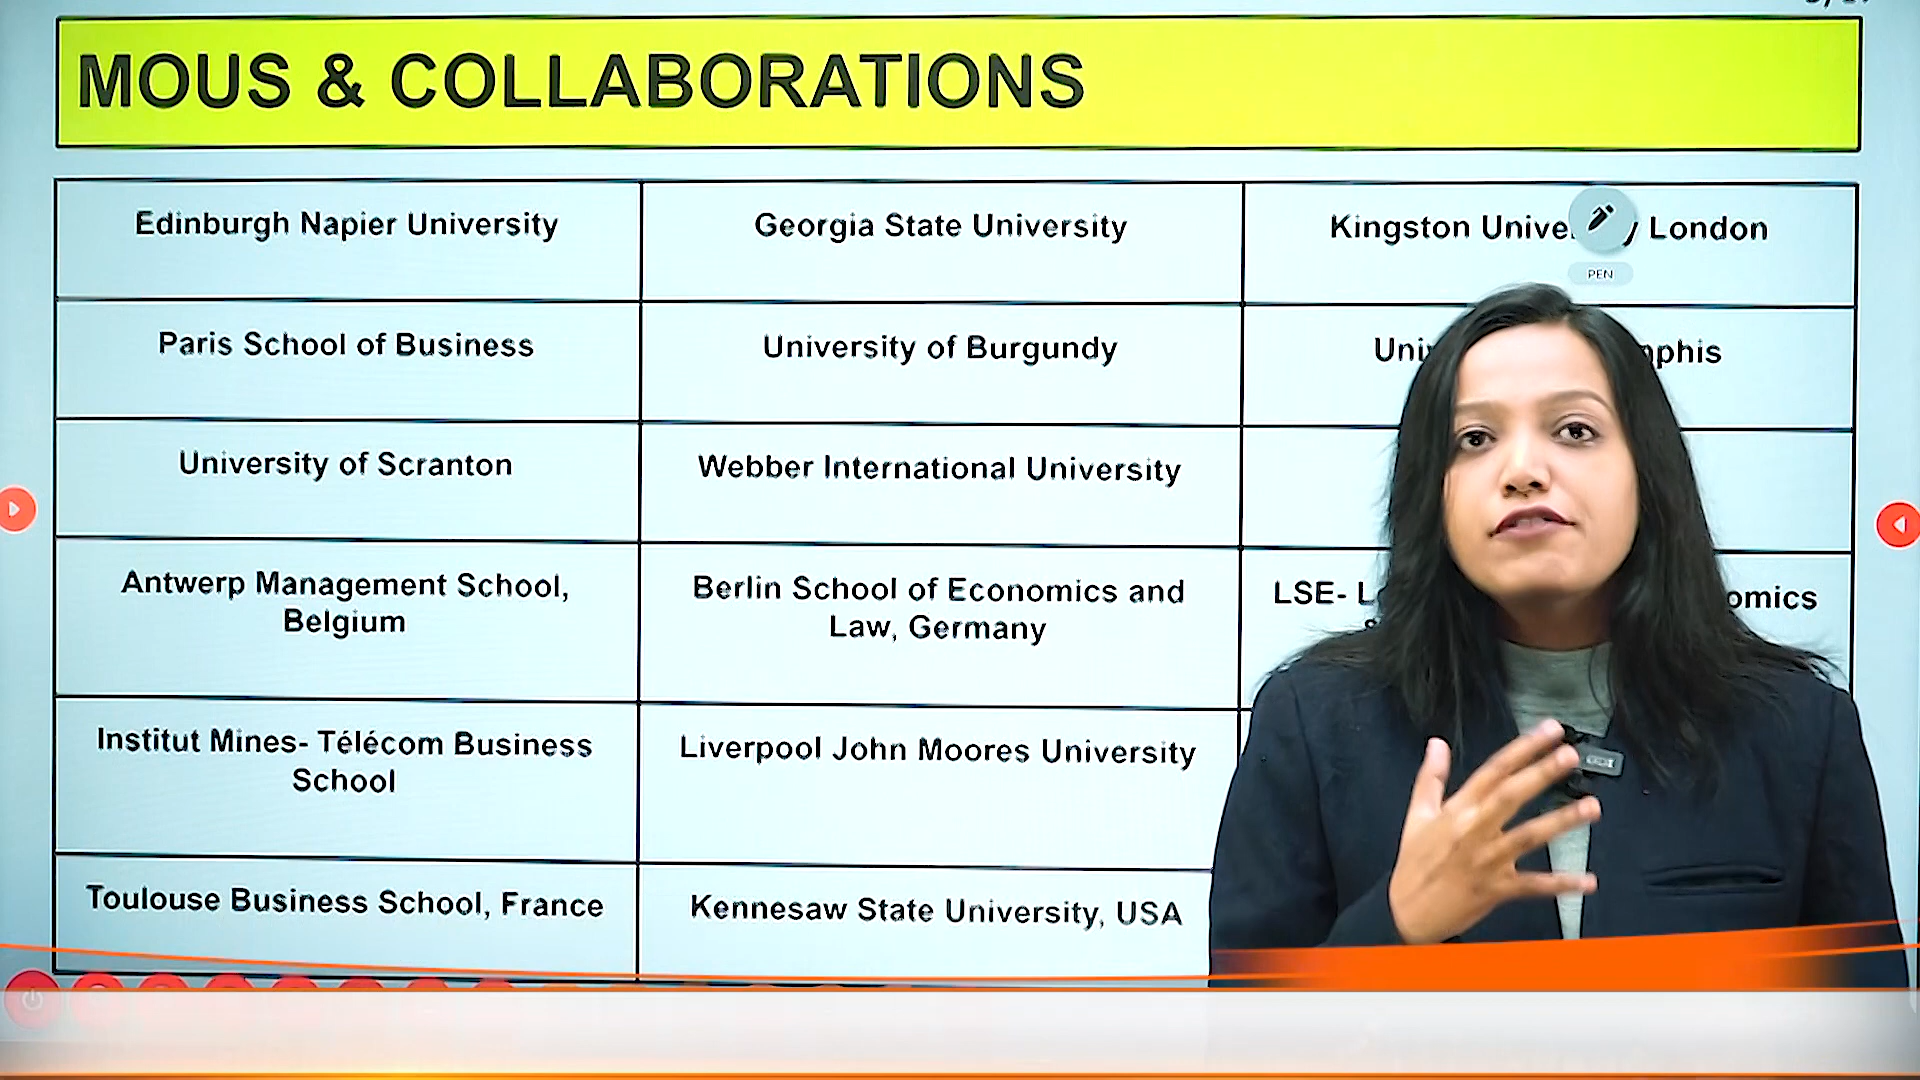 MOUS & COLLABORATIONS
Edinburgh Napier University
Georgia State University
Kingston London
PEN
Paris School of Business
University of Burgundy
University of Scranton
Webber International University
Antwerp Management School,
Belgium
Berlin School of Economics and
Law, Germany
LSE-
Institut Mines- Télécom Business
School
Liverpool John Moores University
Toulouse Business School, France
Kennesaw State University, USA